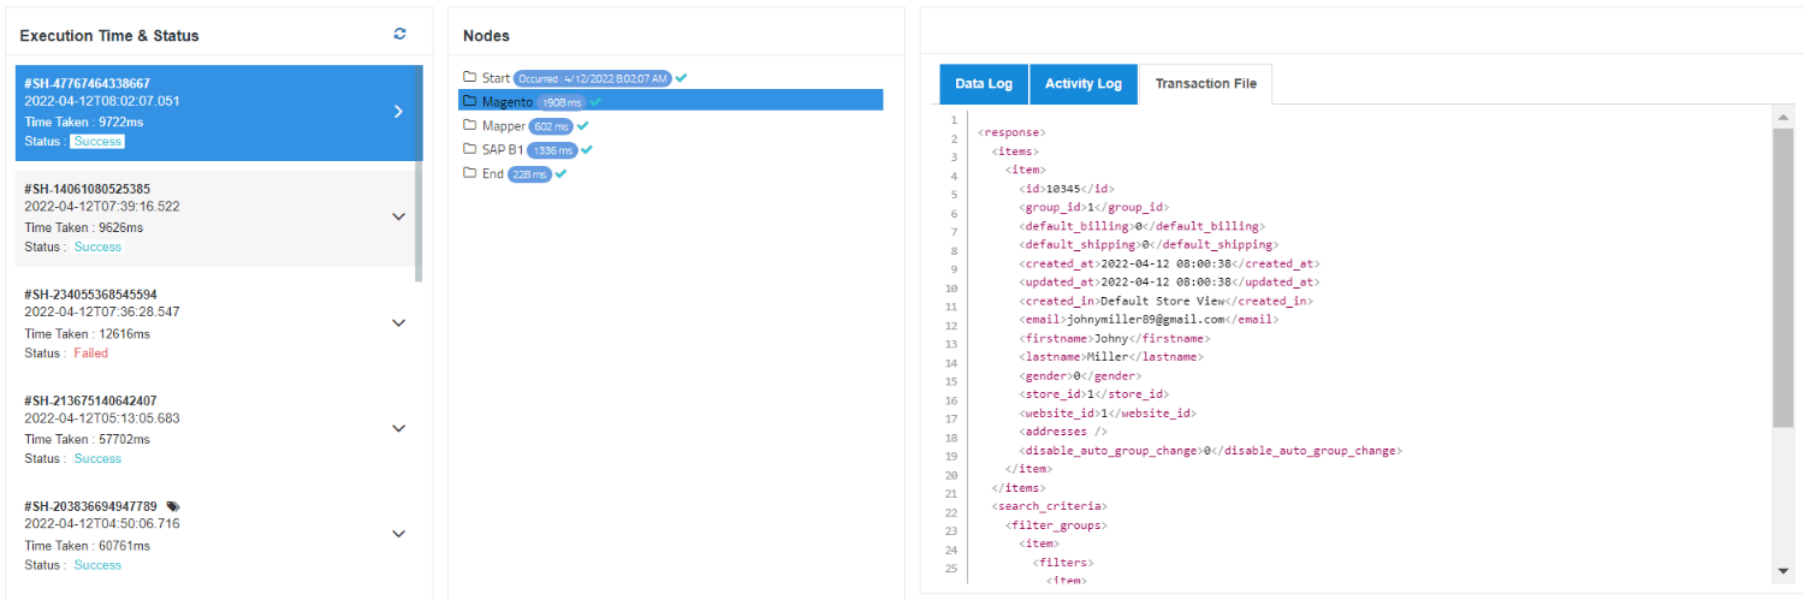 Execution Time & Status
#SH-47767464338667
2022-04-12T08:02:07.051
Time Taken : 9722ms
Status : Success
#SH-14061080525385
2022-04-12T07:39:16.522
Time Taken : 9626ms
Status : Success
#SH-234055368545594
2022-04-12T07:36:28.547
Time Taken : 12616ms
Status : Failed
#SH-213675140642407
2022-04-12T05:13:05.683
Time Taken : 57702ms
Status : Success
#SH-203836694947789
2022-04-12T04:50:06.716
Time Taken : 60761ms
Status : Success
Nodes
Start Occurred : 4/12/2022 8:02:07 AM
Magento 1908 ms
Mapper 602 ms
SAP B1 1336 ms
End 228 ms
Data Log Activity Log Transaction File
1
2 <response>
3 <items>
4 <item>
5 <id>10345</id>
6 <group_id>1</group_id>
7 <default_billing>0</default_billing>
8 <default_shipping>0</default_shipping>
9 <created_at>2022-04-12 08:00:38</created_at>
10 <updated_at>2022-04-12 08:00:38</updated_at>
11 <created_in>Default Store View</created_in>
12 <email>johnymiller89@gmail.com</email>
13 <firstname>Johny</firstname>
14 <lastname>Miller</lastname>
15 <gender>0</gender>
16 <store_id>1</store_id>
17 <website_id>1</website_id>
18 <addresses />
19 <disable_auto_group_change>0</disable_auto_group_change>
20 </item>
21 </items>
22 <search_criteria>
23 <filter_groups>
24 <item>
25 <filters>
<item>